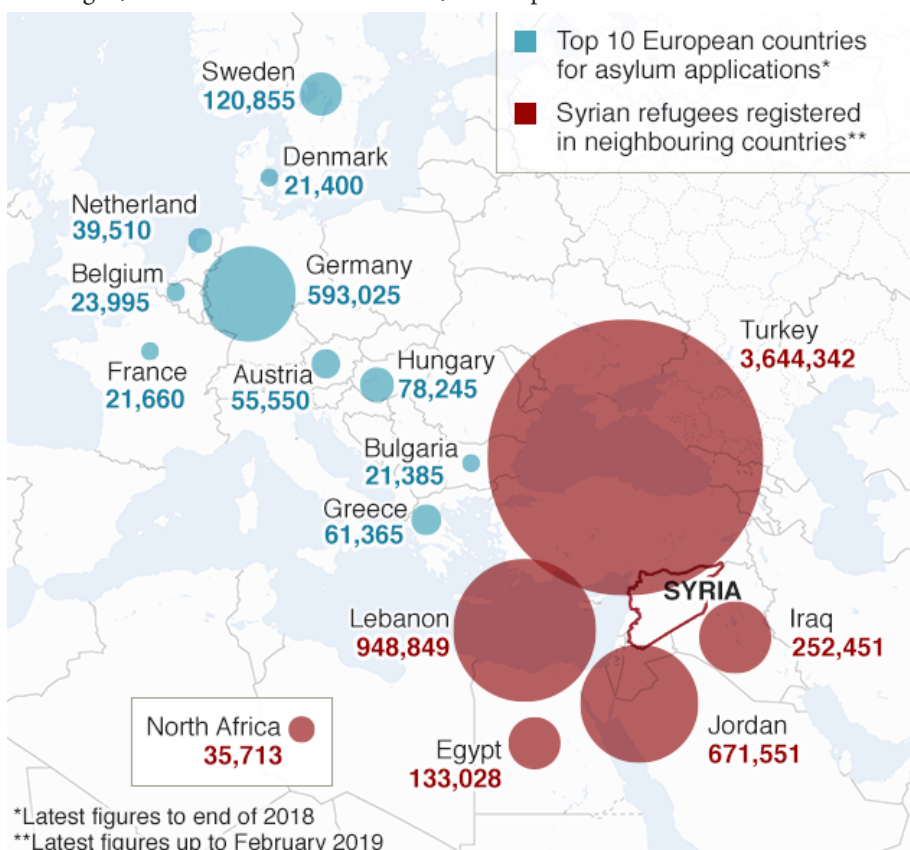 Top 10 European countries
for asylum applications*
Syrian refugees registered
in neighbouring countries**
Sweden
120,855
Denmark
21,400
Netherland
39,510
Germany
593,025
Belgium
23,995
Turkey
3,644,342
France
21,660
Austria
55,550
Hungary
78,245
Bulgaria
21,385
Greece
61,365
SYRIA
Lebanon
948,849
Iraq
252,451
North Africa
35,713
Jordan
671,551
Egypt
133,028
*Latest figures to end of 2018
**Latest figures up to February 2019